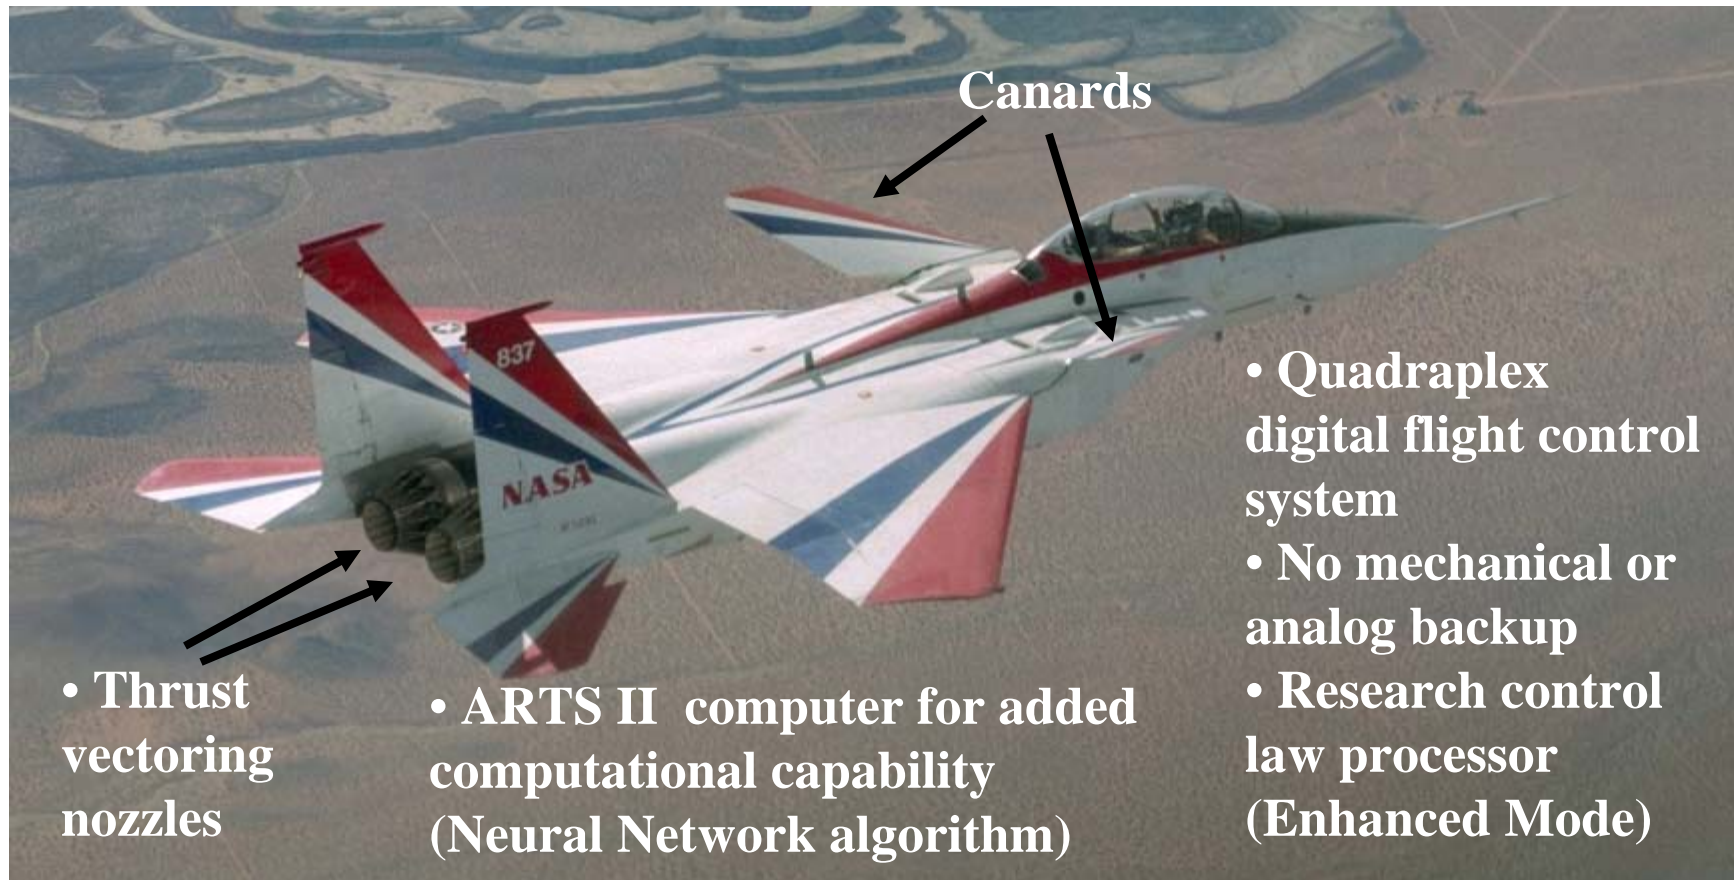 Canards
837
NASA
• Quadraplex
digital flight control
system
• No mechanical or
analog backup
• Research control
law processor
(Enhanced Mode)
• Thrust
vectoring
nozzles
• ARTS II  computer for added
computational capability
(Neural Network algorithm)